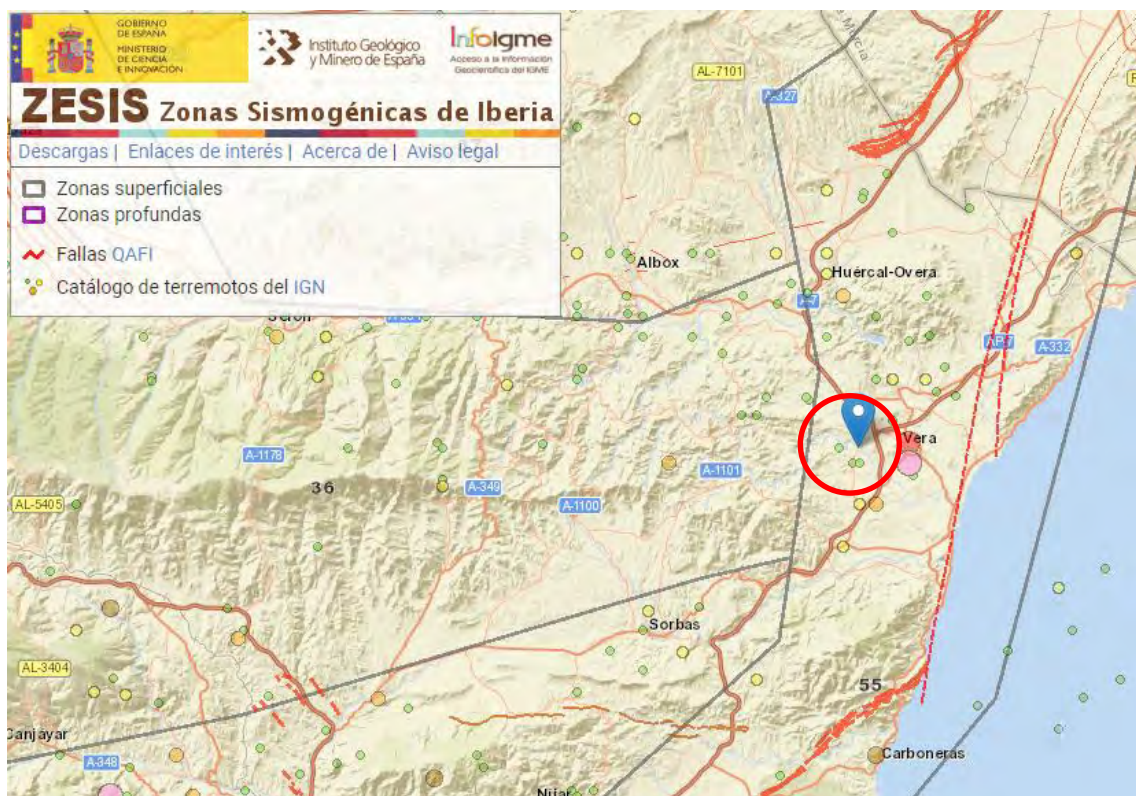 GOBIERNO
DE ESPAÑA
MINISTERIO
DE CIENCIA
E INNOVACIÓN
Instituto Geológico
y Minero de España
InfoIgme
Acceso a la Información
Geocientífica del IGME
ZESIS Zonas Sismogénicas de Iberia
Descargas | Enlaces de interés | Acerca de | Aviso legal
Zonas superficiales
Zonas profundas
Fallas QAFI
Catálogo de terremotos del IGN
Murcia
AL-7101
A-327
Albox
Huércal-Overa
A-7
AP-7
A-332
Vera
A-1178
36
A-349
A-1101
AL-5405
A-1100
Sorbas
AL-3404
55
Canjáyar
A-348
Carboneras
Níjar